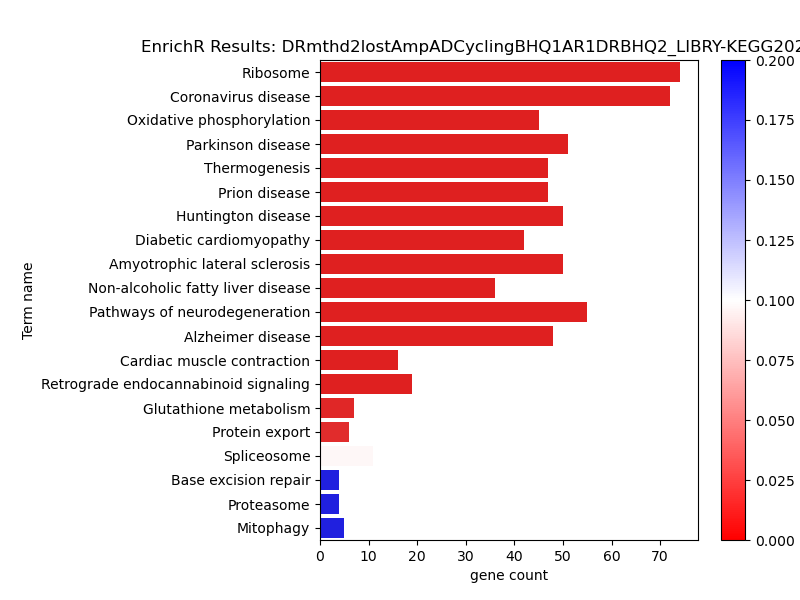 EnrichR Results: DRmthd2lostAmpADCyclingBHQ1AR1DRBHQ2_LIBRY-KEGG202
Term name
Ribosome
Coronavirus disease
Oxidative phosphorylation
Parkinson disease
Thermogenesis
Prion disease
Huntington disease
Diabetic cardiomyopathy
Amyotrophic lateral sclerosis
Non-alcoholic fatty liver disease
Pathways of neurodegeneration
Alzheimer disease
Cardiac muscle contraction
Retrograde endocannabinoid signaling
Glutathione metabolism
Protein export
Spliceosome
Base excision repair
Proteasome
Mitophagy
0 10 20 30 40 50 60 70
gene count
0.200
0.175
0.150
0.125
0.100
0.075
0.050
0.025
0.000